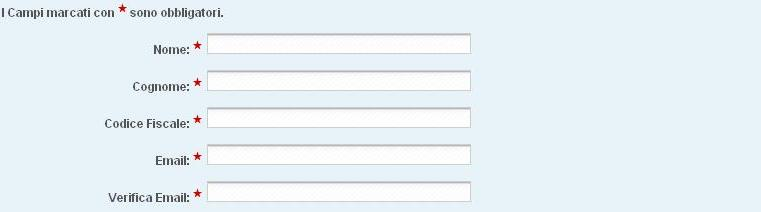 I Campi marcati con ★ sono obbligatori.
Nome: ★
Cognome: ★
Codice Fiscale: ★
Email: ★
Verifica Email: ★